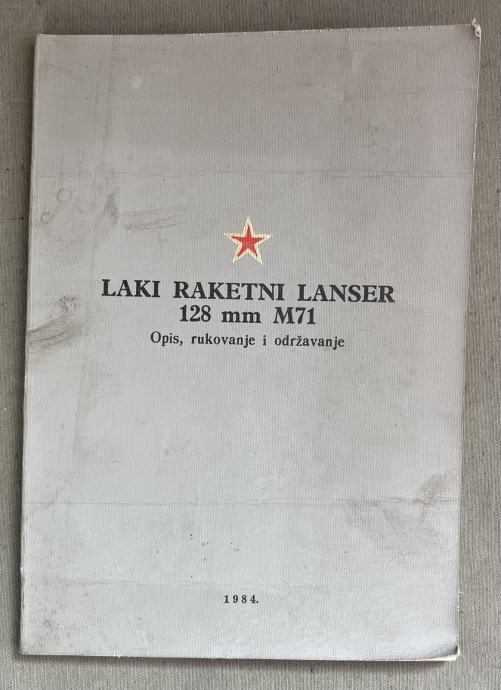 LAKI RAKETNI LANSER
128 mm M71
Opis, rukovanje i održavanje
1984.